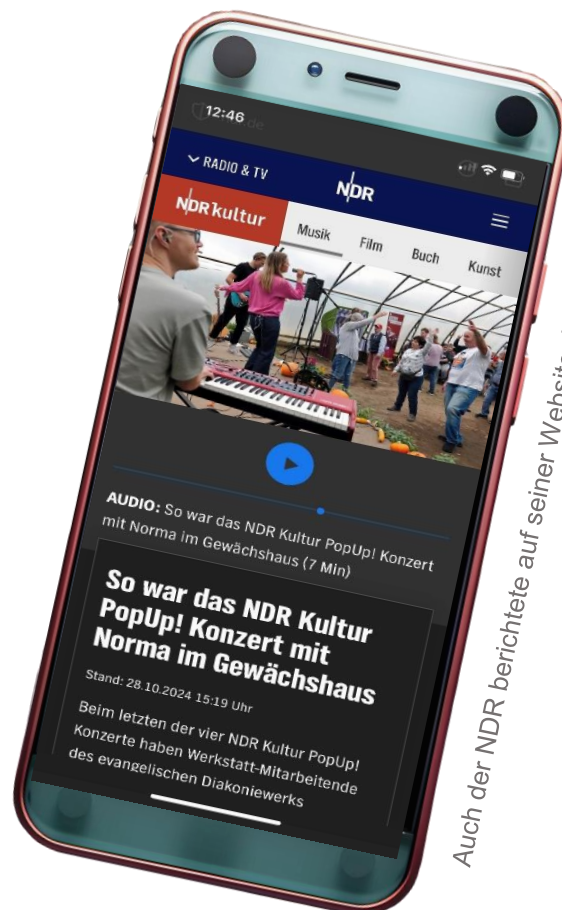 12:46
RADIO & TV
NDR
NDR kultur
Musik Film Buch Kunst
AUDIO: So war das NDR Kultur PopUp! Konzert
mit Norma im Gewächshaus (7 Min)
So war das NDR Kultur
PopUp! Konzert mit
Norma im Gewächshaus
Stand: 28.10.2024 15:19 Uhr
Beim letzten der vier NDR Kultur PopUp!
Konzerte haben Werkstatt-Mitarbeitende
des evangelischen Diakoniewerks
Auch der NDR berichtete auf seiner Website